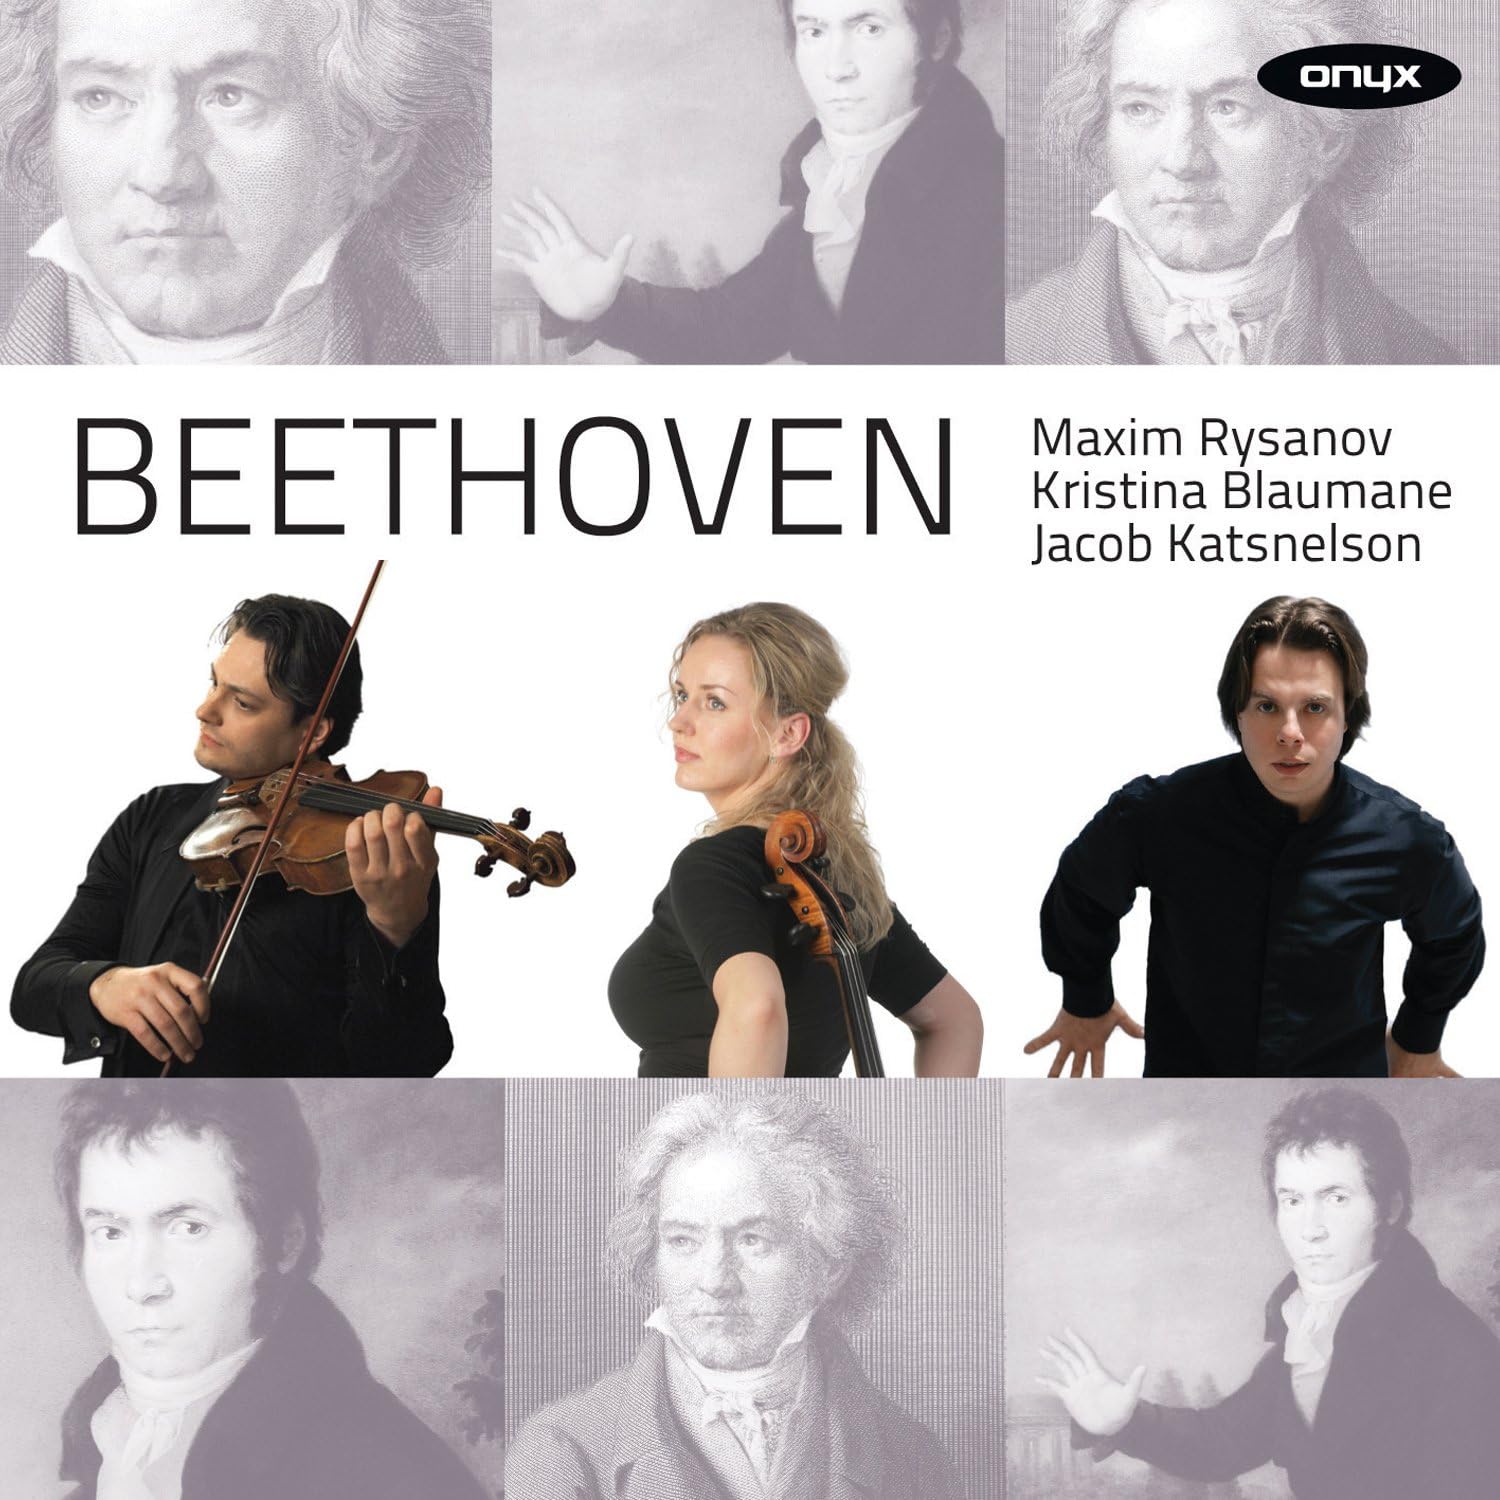 onyx
BEETHOVEN
Maxim Rysanov
Kristina Blaumane
Jacob Katsnelson